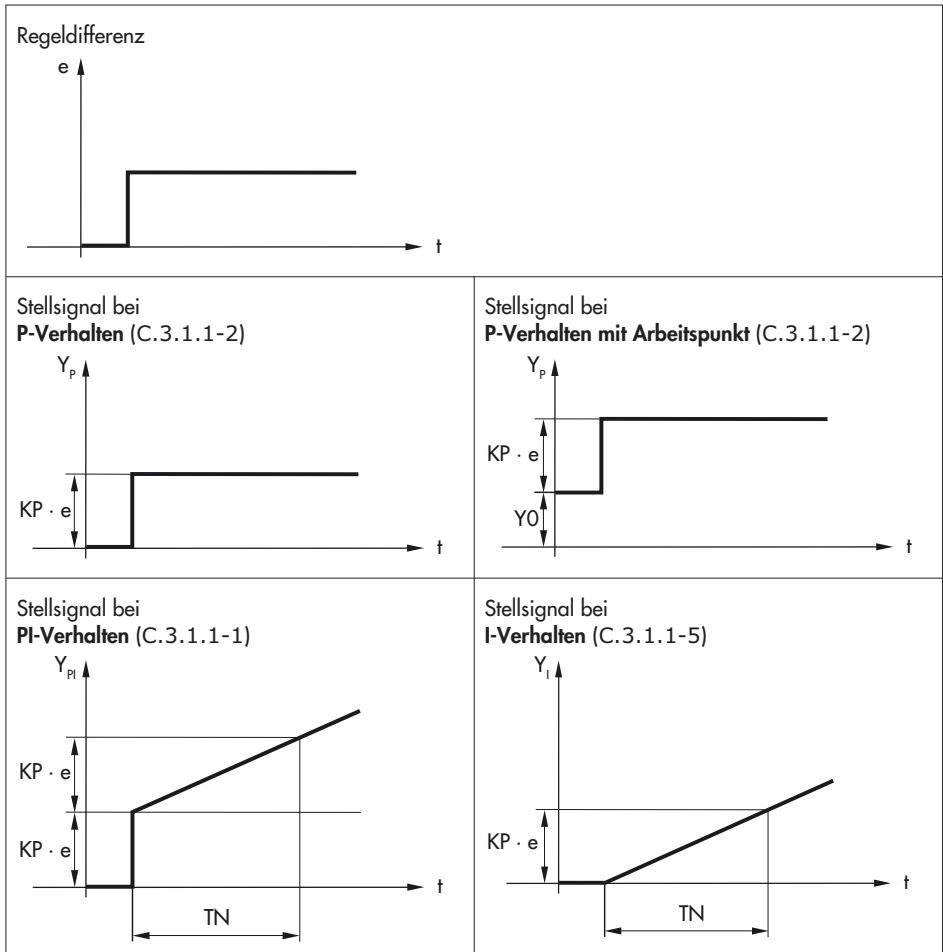 Regeldifferenz
e
t
Stellsignal bei
P-Verhalten (C.3.1.1-2)
Y_P
KP · e
t
Stellsignal bei
P-Verhalten mit Arbeitspunkt (C.3.1.1-2)
Y_P
KP · e
Y0
t
Stellsignal bei
PI-Verhalten (C.3.1.1-1)
Y_PI
KP · e
KP · e
t
TN
Stellsignal bei
I-Verhalten (C.3.1.1-5)
Y_I
KP · e
t
TN